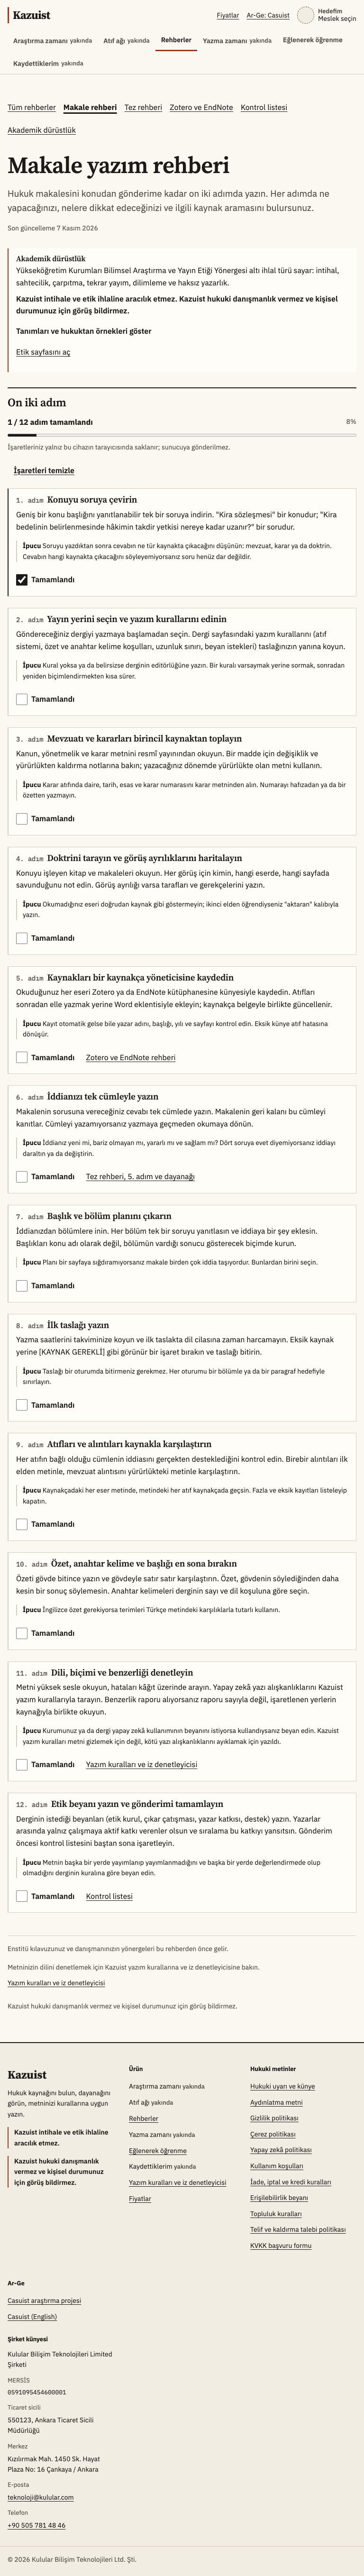 Kazuist
Fiyatlar
Ar-Ge: Casuist
Hedefim
Meslek seçin
Araştırma zamanı yakında
Atıf ağı yakında
Rehberler
Yazma zamanı yakında
Eğlenerek öğrenme
Kaydettiklerim yakında
Tüm rehberler
Makale rehberi
Tez rehberi
Zotero ve EndNote
Kontrol listesi
Akademik dürüstlük
Makale yazım rehberi
Hukuk makalesini konudan gönderime kadar on iki adımda yazın. Her adımda ne
yapacağınızı, nelere dikkat edeceğinizi ve ilgili kaynak aramasını bulursunuz.
Son güncelleme 7 Kasım 2026
Akademik dürüstlük
Yükseköğretim Kurumları Bilimsel Araştırma ve Yayın Etiği Yönergesi altı ihlal türü sayar: intihal,
sahtecilik, çarpıtma, tekrar yayım, dilimleme ve haksız yazarlık.
Kazuist intihale ve etik ihlaline aracılık etmez. Kazuist hukuki danışmanlık vermez ve kişisel
durumunuz için görüş bildirmez.
Tanımları ve hukuktan örnekleri göster
Etik sayfasını aç
On iki adım
1 / 12 adım tamamlandı
8%
İşaretleriniz yalnız bu cihazın tarayıcısında saklanır; sunucuya gönderilmez.
İşaretleri temizle
1. adım Konuyu soruya çevirin
Geniş bir konu başlığını yanıtlanabilir tek bir soruya indirin. "Kira sözleşmesi" bir konudur; "Kira
bedelinin belirlenmesinde hâkimin takdir yetkisi nereye kadar uzanır?" bir sorudur.
İpucu Soruyu yazdıktan sonra cevabın ne tür kaynakta çıkacağını düşünün: mevzuat, karar ya da doktrin.
Cevabın hangi kaynakta çıkacağını söyleyemiyorsanız soru henüz dar değildir.
Tamamlandı
2. adım Yayın yerini seçin ve yazım kurallarını edinin
Göndereceğiniz dergiyi yazmaya başlamadan seçin. Dergi sayfasındaki yazım kurallarını (atıf
sistemi, özet ve anahtar kelime koşulları, uzunluk sınırı, beyan istekleri) taslağınızın yanına koyun.
İpucu Kural yoksa ya da belirsizse derginin editörlüğüne yazın. Bir kuralı varsaymak yerine sormak, sonradan
yeniden biçimlendirmekten kısa sürer.
Tamamlandı
3. adım Mevzuatı ve kararları birincil kaynaktan toplayın
Kanun, yönetmelik ve karar metnini resmî yayınından okuyun. Bir madde için değişiklik ve
yürürlükten kaldırma notlarına bakın; yazacağınız dönemde yürürlükte olan metni kullanın.
İpucu Karar atıfında daire, tarih, esas ve karar numarasını karar metninden alın. Numarayı hafızadan ya da bir
özetten yazmayın.
Tamamlandı
4. adım Doktrini tarayın ve görüş ayrılıklarını haritalayın
Konuyu işleyen kitap ve makaleleri okuyun. Her görüş için kimin, hangi eserde, hangi sayfada
savunduğunu not edin. Görüş ayrılığı varsa tarafları ve gerekçelerini yazın.
İpucu Okumadığınız eseri doğrudan kaynak gibi göstermeyin; ikinci elden öğrendiyseniz "aktaran" kalıbıyla
yazın.
Tamamlandı
5. adım Kaynakları bir kaynakça yöneticisine kaydedin
Okuduğunuz her eseri Zotero ya da EndNote kütüphanesine künyesiyle kaydedin. Atıfları
sonradan elle yazmak yerine Word eklentisiyle ekleyin; kaynakça belgeyle birlikte güncellenir.
İpucu Kayıt otomatik gelse bile yazar adını, başlığı, yılı ve sayfayı kontrol edin. Eksik künye atıf hatasına
dönüşür.
Tamamlandı
Zotero ve EndNote rehberi
6. adım İddianızı tek cümleyle yazın
Makalenin sorusuna vereceğiniz cevabı tek cümlede yazın. Makalenin geri kalanı bu cümleyi
kanıtlar. Cümleyi yazamıyorsanız yazmaya geçmeden okumaya dönün.
İpucu İddianız yeni mi, bariz olmayan mı, yararlı mı ve sağlam mı? Dört soruya evet diyemiyorsanız iddiayı
daraltın ya da değiştirin.
Tamamlandı
Tez rehberi, 5. adım ve dayanağı
7. adım Başlık ve bölüm planını çıkarın
İddianızdan bölümlere inin. Her bölüm tek bir soruyu yanıtlasın ve iddiaya bir şey eklesin.
Başlıkları konu adı olarak değil, bölümün vardığı sonucu gösterecek biçimde kurun.
İpucu Planı bir sayfaya sığdıramıyorsanız makale birden çok iddia taşıyordur. Bunlardan birini seçin.
Tamamlandı
8. adım İlk taslağı yazın
Yazma saatlerini takviminize koyun ve ilk taslakta dil cilasına zaman harcamayın. Eksik kaynak
yerine [KAYNAK GEREKLİ] gibi görünür bir işaret bırakın ve taslağı bitirin.
İpucu Taslağı bir oturumda bitirmeniz gerekmez. Her oturumu bir bölümle ya da bir paragraf hedefiyle
sınırlayın.
Tamamlandı
9. adım Atıfları ve alıntıları kaynakla karşılaştırın
Her atıfın bağlı olduğu cümlenin iddiasını gerçekten desteklediğini kontrol edin. Birebir alıntıları ilk
elden metinle, mevzuat alıntısını yürürlükteki metinle karşılaştırın.
İpucu Kaynakçadaki her eser metinde, metindeki her atıf kaynakçada geçsin. Fazla ve eksik kayıtları listeleyip
kapatın.
Tamamlandı
10. adım Özet, anahtar kelime ve başlığı en sona bırakın
Özeti gövde bitince yazın ve gövdeyle satır satır karşılaştırın. Özet, gövdenin söylediğinden daha
kesin bir sonuç söylemesin. Anahtar kelimeleri derginin sayı ve dil koşuluna göre seçin.
İpucu İngilizce özet gerekiyorsa terimleri Türkçe metindeki karşılıklarla tutarlı kullanın.
Tamamlandı
11. adım Dili, biçimi ve benzerliği denetleyin
Metni yüksek sesle okuyun, hataları kâğıt üzerinde arayın. Yapay zekâ yazı alışkanlıklarını Kazuist
yazım kurallarıyla tarayın. Benzerlik raporu alıyorsanız raporu sayıyla değil, işaretlenen yerlerin
kaynağıyla birlikte okuyun.
İpucu Kurumunuz ya da dergi yapay zekâ kullanımının beyanını istiyorsa kullandıysanız beyan edin. Kazuist
yazım kuralları metni gizlemek için değil, kötü yazı alışkanlıklarını ayıklamak için yazıldı.
Tamamlandı
Yazım kuralları ve iz denetleyicisi
12. adım Etik beyanı yazın ve gönderimi tamamlayın
Derginin istediği beyanları (etik kurul, çıkar çatışması, yazar katkısı, destek) yazın. Yazarlar
arasında yalnız çalışmaya aktif katkı verenler olsun ve sıralama bu katkıyı yansıtsın. Gönderim
öncesi kontrol listesini baştan sona işaretleyin.
İpucu Metnin başka bir yerde yayımlanıp yayımlanmadığını ve başka bir yerde değerlendirmede olup
olmadığını derginin kuralına göre beyan edin.
Tamamlandı
Kontrol listesi
Enstitü kılavuzunuz ve danışmanınızın yönergeleri bu rehberden önce gelir.
Metninizin dilini denetlemek için Kazuist yazım kurallarına ve iz denetleyicisine bakın.
Yazım kuralları ve iz denetleyicisi
Kazuist hukuki danışmanlık vermez ve kişisel durumunuz için görüş bildirmez.
Kazuist
Hukuk kaynağını bulun, dayanağını
görün, metninizi kurallarına uygun
yazın.
Kazuist intihale ve etik ihlaline
aracılık etmez.
Kazuist hukuki danışmanlık
vermez ve kişisel durumunuz
için görüş bildirmez.
Ürün
Araştırma zamanı yakında
Atıf ağı yakında
Rehberler
Yazma zamanı yakında
Eğlenerek öğrenme
Kaydettiklerim yakında
Yazım kuralları ve iz denetleyicisi
Fiyatlar
Hukuki metinler
Hukuki uyarı ve künye
Aydınlatma metni
Gizlilik politikası
Çerez politikası
Yapay zekâ politikası
Kullanım koşulları
İade, iptal ve kredi kuralları
Erişilebilirlik beyanı
Topluluk kuralları
Telif ve kaldırma talebi politikası
KVKK başvuru formu
Ar-Ge
Casuist araştırma projesi
Casuist (English)
Şirket künyesi
Kulular Bilişim Teknolojileri Limited
Şirketi
MERSİS
0591095454600001
Ticaret sicili
550123, Ankara Ticaret Sicili
Müdürlüğü
Merkez
Kızılırmak Mah. 1450 Sk. Hayat
Plaza No: 16 Çankaya / Ankara
E-posta
teknoloji@kulular.com
Telefon
+90 505 781 48 46
© 2026 Kulular Bilişim Teknolojileri Ltd. Şti.